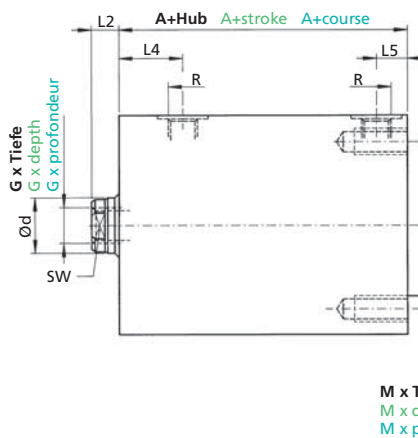 L2 A+Hub A+stroke A+course
L4 L5
R R
G x Tiefe
G x depth
G x profondeur
Ød
SW
M x T
M x d
M x p